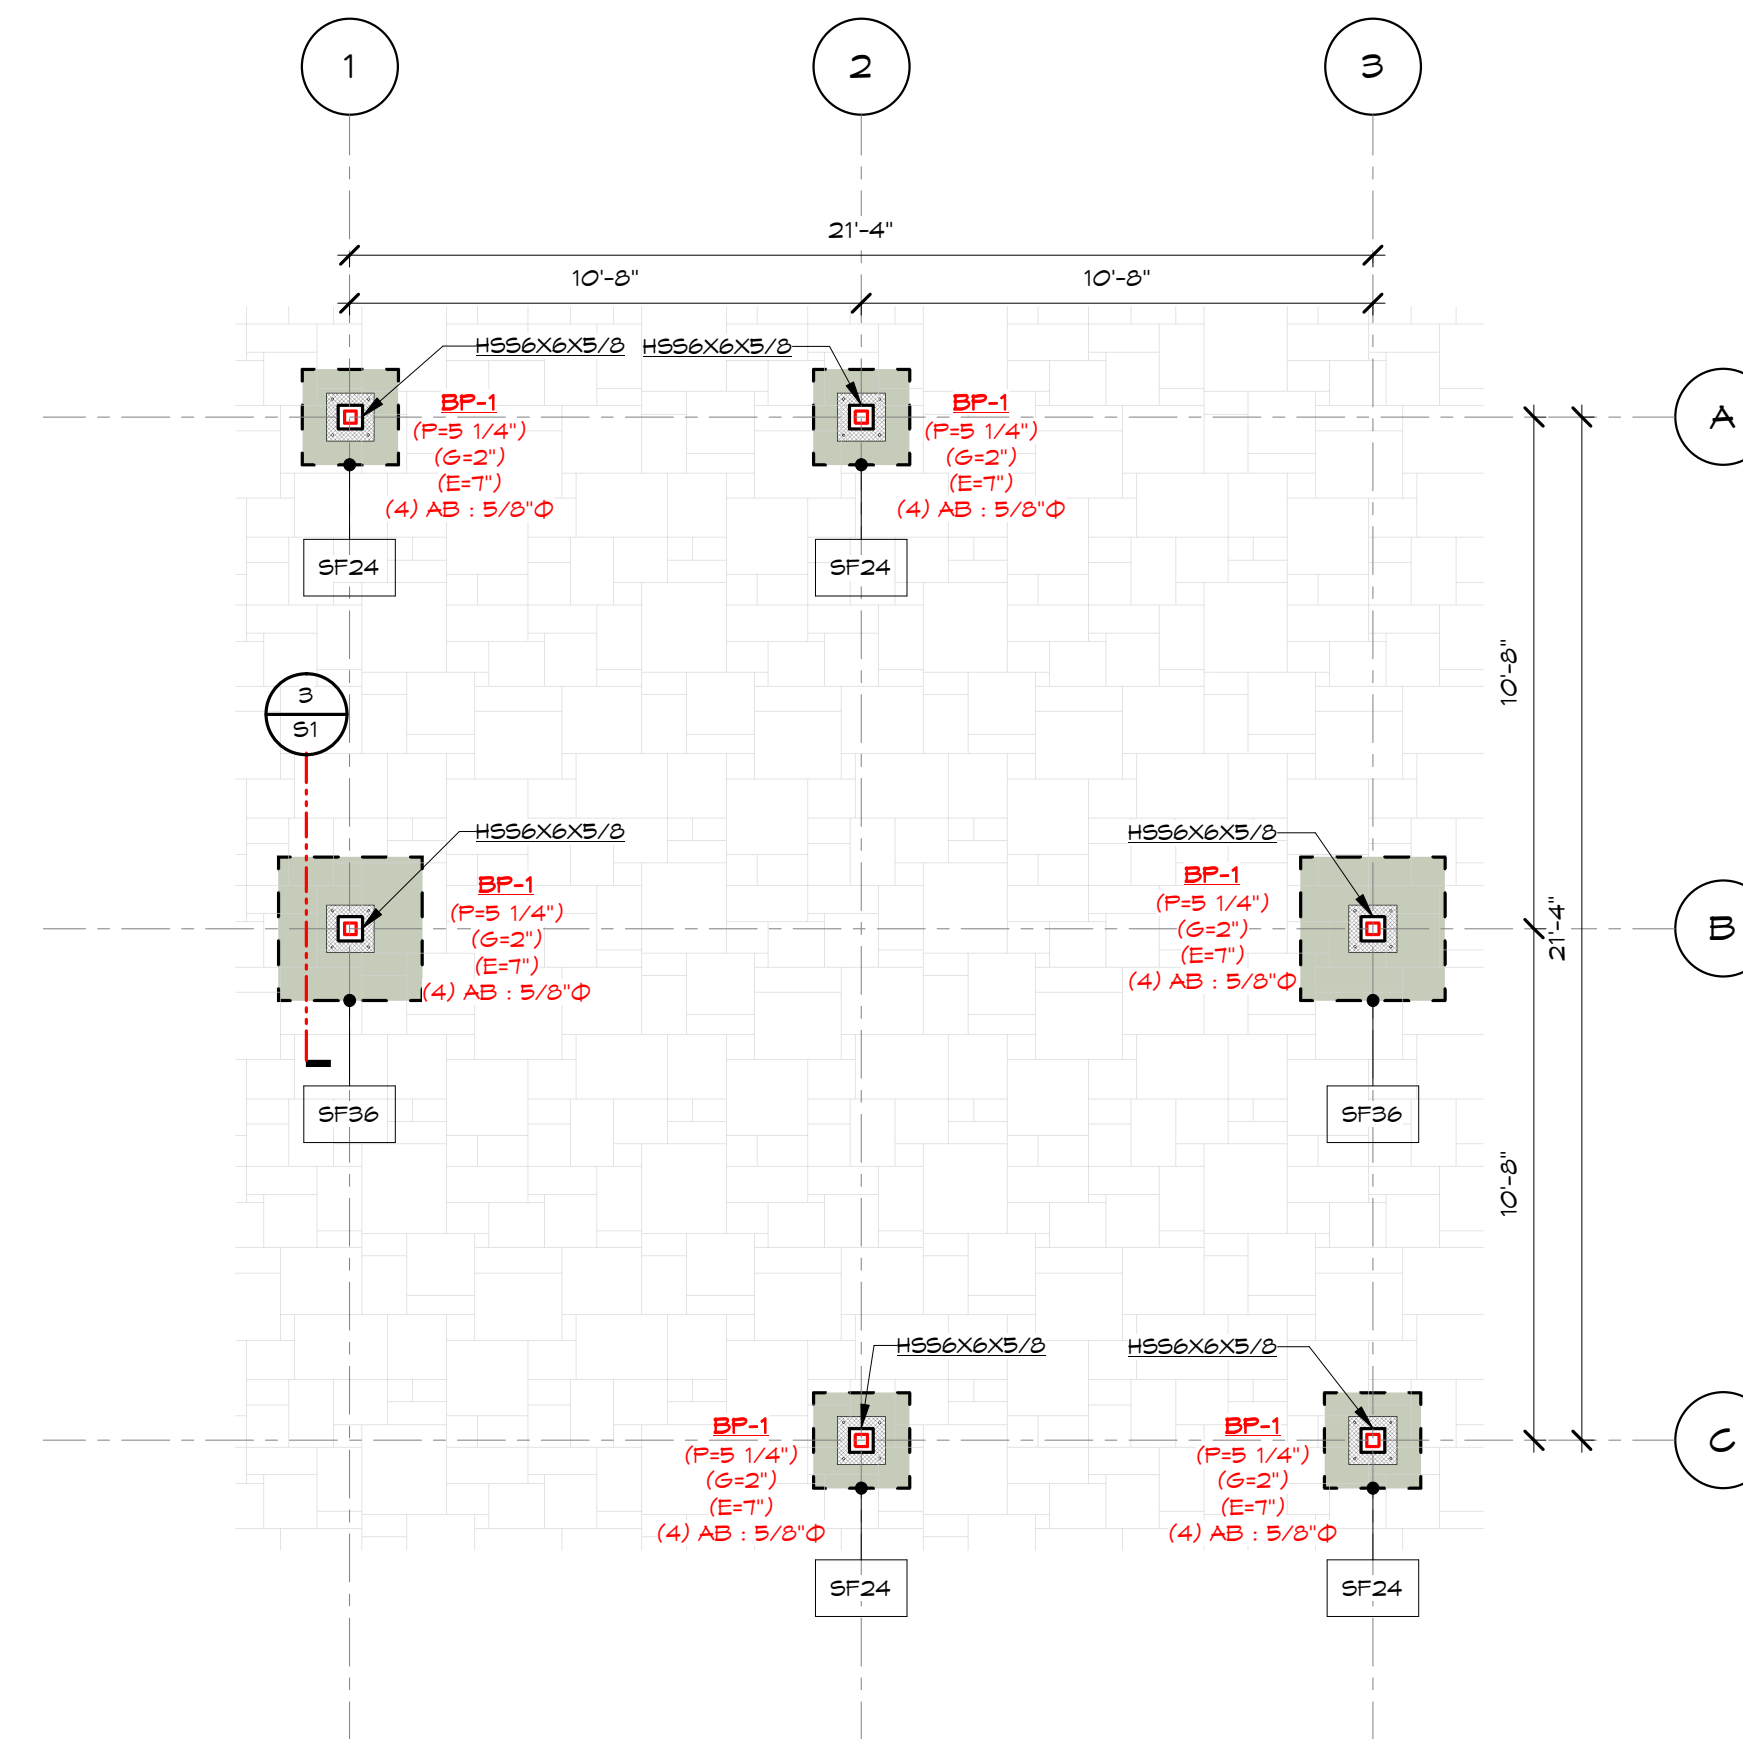 1
2
3
21'-4"
10'-8"
10'-8"
HSS6X6X5/8
HSS6X6X5/8
BP-1
(P=5 1/4")
(G=2")
(E=7")
(4) AB : 5/8"Φ
BP-1
(P=5 1/4")
(G=2")
(E=7")
(4) AB : 5/8"Φ
A
SF24
SF24
10'-8"
3
S1
HSS6X6X5/8
BP-1
(P=5 1/4")
(G=2")
(E=7")
(4) AB : 5/8"Φ
HSS6X6X5/8
BP-1
(P=5 1/4")
(G=2")
(E=7")
(4) AB : 5/8"Φ
21'-4"
B
SF36
SF36
10'-8"
HSS6X6X5/8
HSS6X6X5/8
BP-1
(P=5 1/4")
(G=2")
(E=7")
(4) AB : 5/8"Φ
BP-1
(P=5 1/4")
(G=2")
(E=7")
(4) AB : 5/8"Φ
C
SF24
SF24